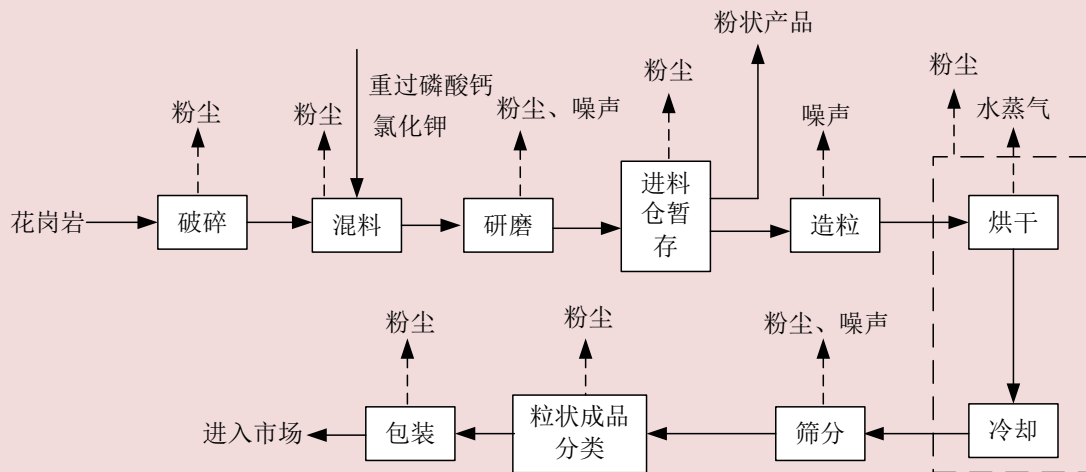 粉状产品
粉尘
粉尘
重过磷酸钙
氯化钾
粉尘
粉尘
粉尘、噪声
噪声
水蒸气
花岗岩
破碎
混料
研磨
进料
仓暂
存
造粒
烘干
粉尘
粉尘
粉尘、噪声
进入市场
包装
粒状成品
分类
筛分
冷却